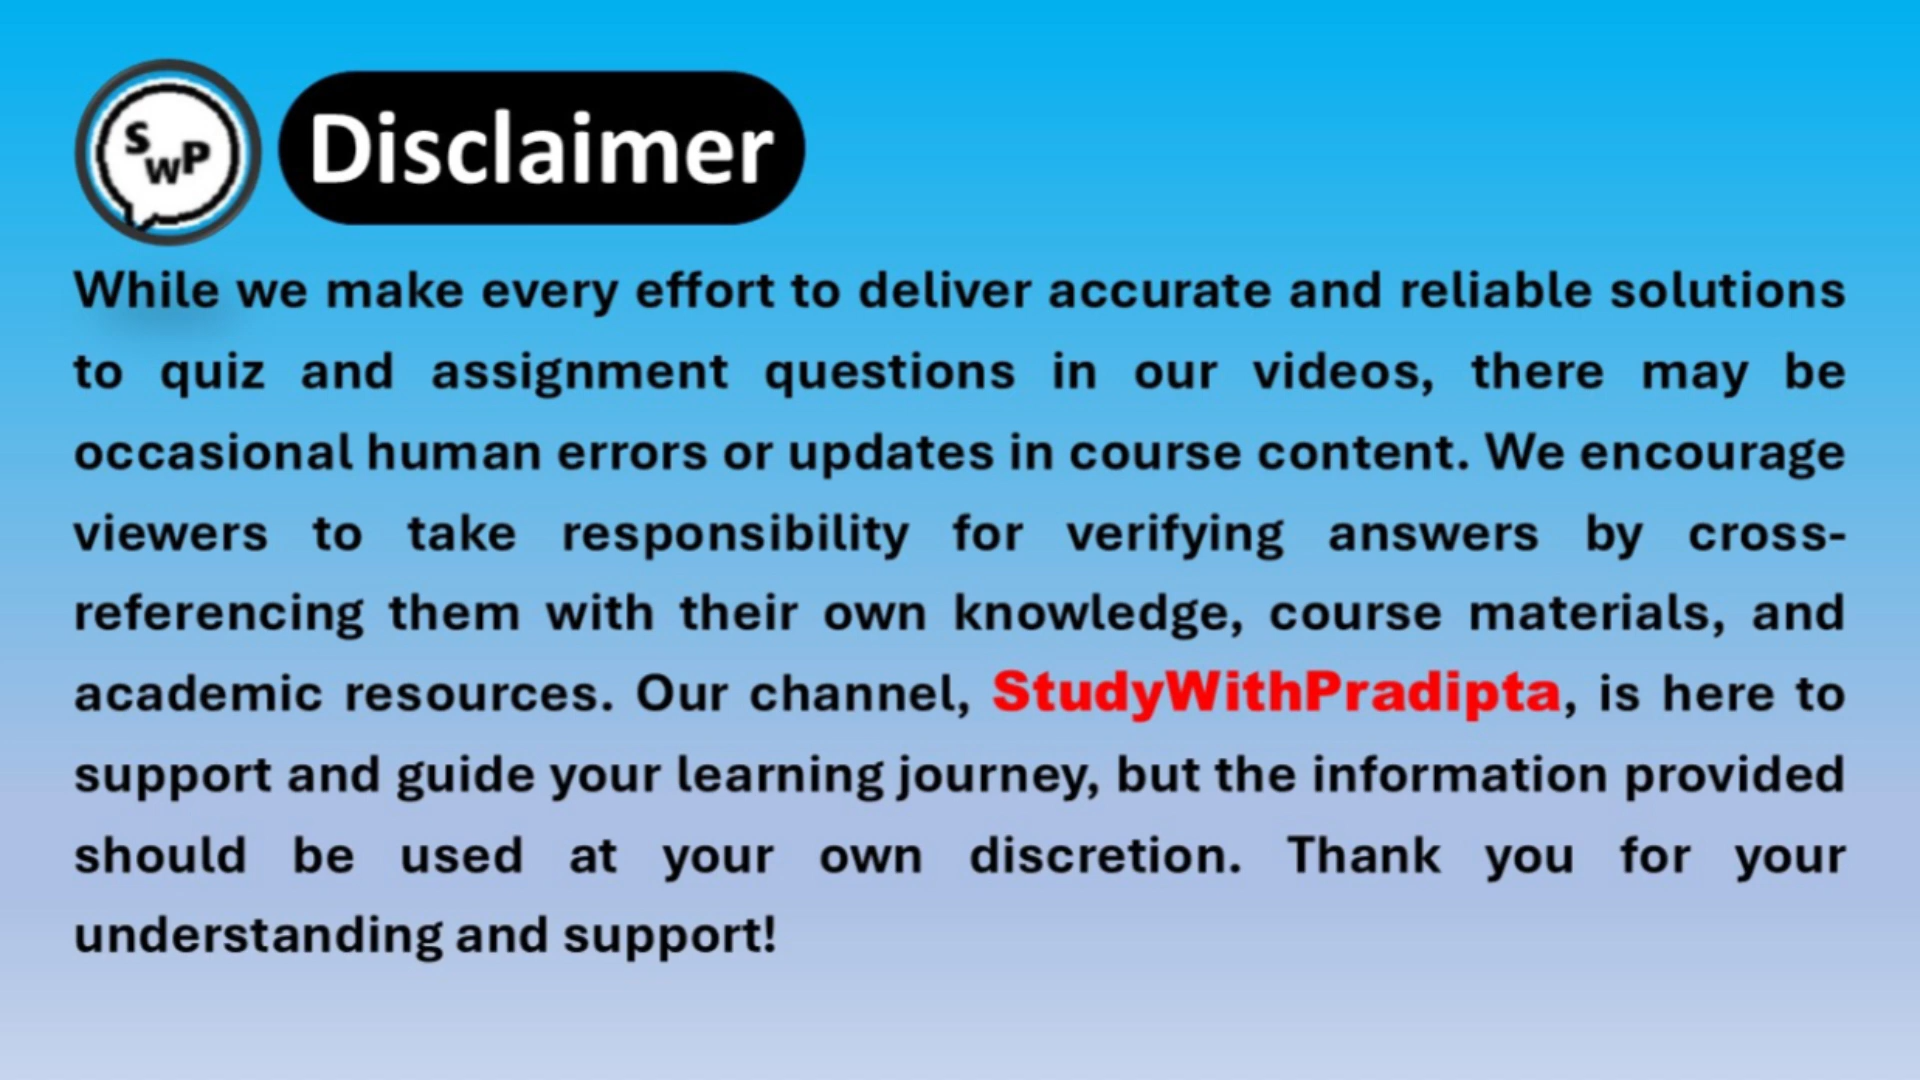 SWP
Disclaimer
While we make every effort to deliver accurate and reliable solutions
to quiz and assignment questions in our videos, there may be
occasional human errors or updates in course content. We encourage
viewers to take responsibility for verifying answers by cross-
referencing them with their own knowledge, course materials, and
academic resources. Our channel, StudyWithPradipta, is here to
support and guide your learning journey, but the information provided
should be used at your own discretion. Thank you for your
understanding and support!